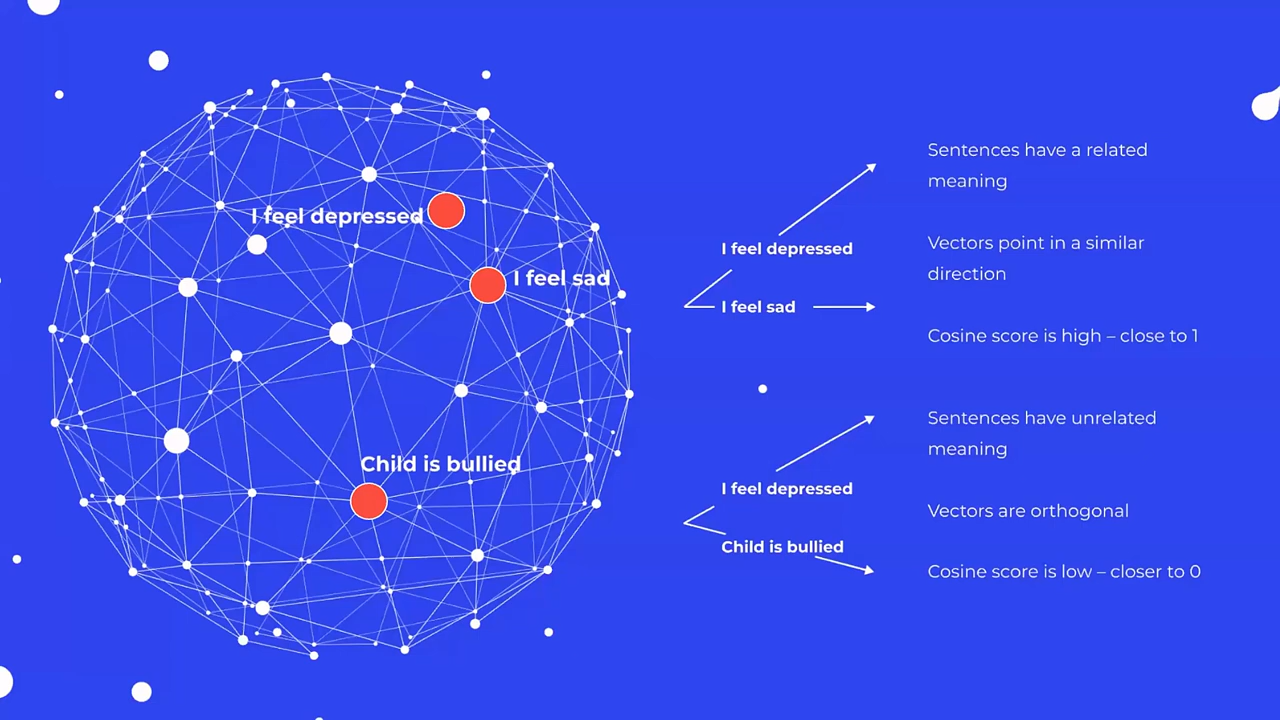 I feel depressed
I feel sad
Child is bullied
I feel depressed
I feel sad
Sentences have a related
meaning
Vectors point in a similar
direction
Cosine score is high – close to 1
I feel depressed
Child is bullied
Sentences have unrelated
meaning
Vectors are orthogonal
Cosine score is low – closer to 0